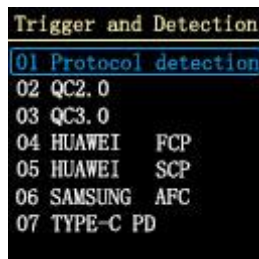 Trigger and Detection
01 Protocol detection
02 QC2.0
03 QC3.0
04 HUAWEI FCP
05 HUAWEI SCP
06 SAMSUNG AFC
07 TYPE-C PD